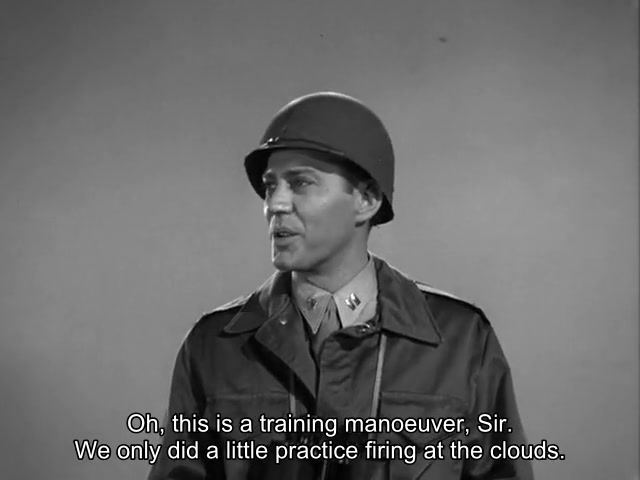 Oh, this is a training manoeuver, Sir.
We only did a little practice firing at the clouds.